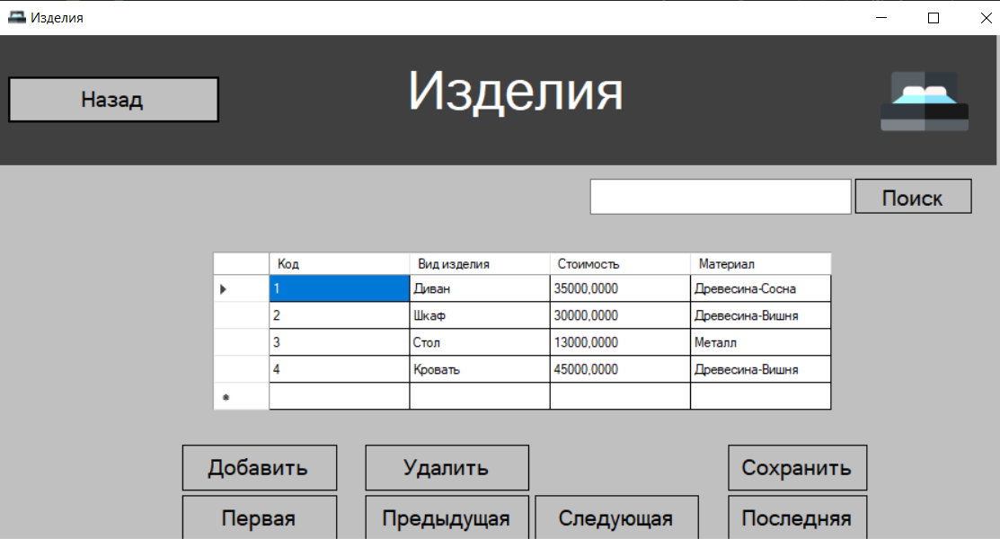 Изделия
Назад
Изделия
Поиск
Код Вид изделия Стоимость Материал
1 Диван 35000,0000 Древесина-Сосна
2 Шкаф 30000,0000 Древесина-Вишня
3 Стол 13000,0000 Металл
4 Кровать 45000,0000 Древесина-Вишня
Добавить Удалить Сохранить
Первая Предыдущая Следующая Последняя